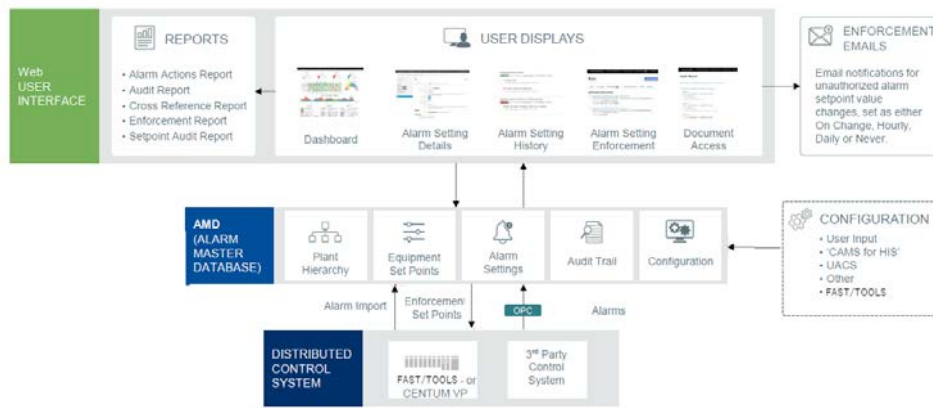 Web
USER
INTERFACE
REPORTS
• Alarm Actions Report
• Audit Report
• Cross Reference Report
• Enforcement Report
• Setpoint Audit Report
USER DISPLAYS
Dashboard
Alarm Setting
Details
Alarm Setting
History
Alarm Setting
Enforcement
Document
Access
ENFORCEMENT
EMAILS
Email notifications for
unauthorized alarm
setpoint value
changes, set as either
On Change, Hourly,
Daily or Never.
AMD
(ALARM
MASTER
DATABASE)
Plant
Hierarchy
Equipment
Set Points
Alarm
Settings
Audit Trail
Configuration
CONFIGURATION
• User Input
• 'CAMS for HIS'
• UACS
• Other
• FAST/TOOLS
Alarm Import
Enforcement
Set Points
OPC
Alarms
DISTRIBUTED
CONTROL
SYSTEM
FAST/TOOLS - or
CENTUM VP
3rd Party
Control
System